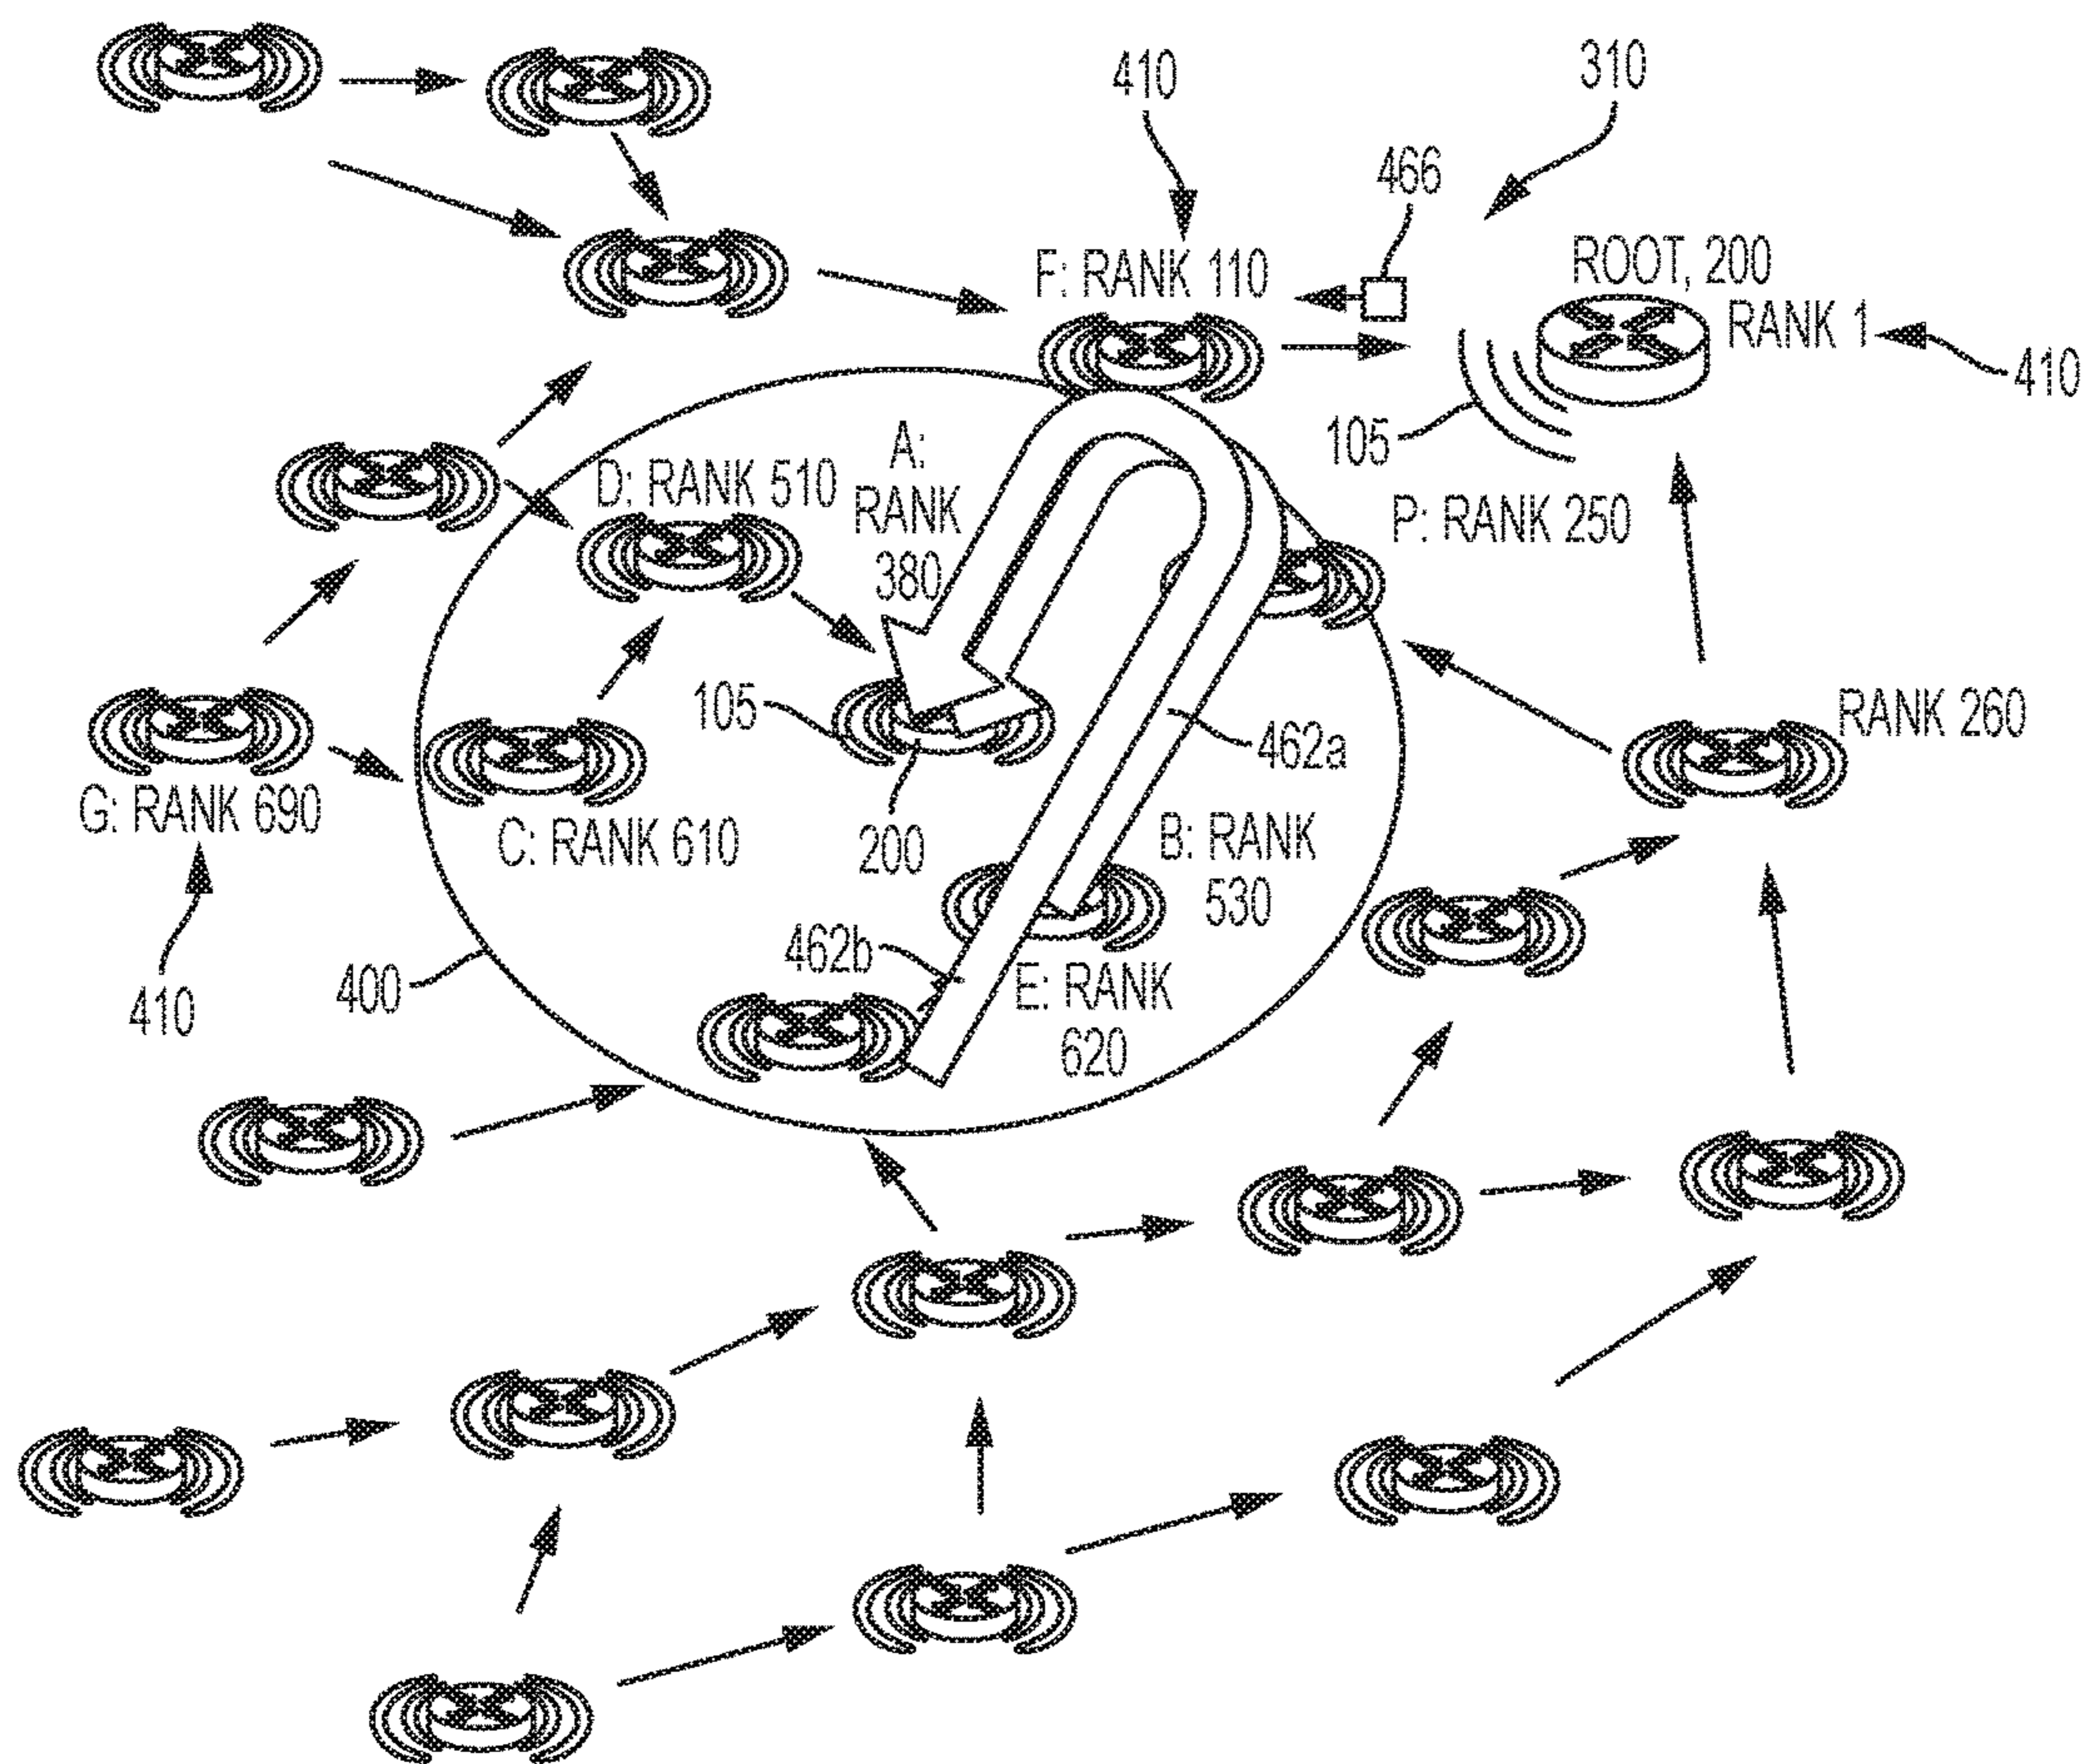 410
310
466
F: RANK 110
ROOT, 200
RANK 1
410
105
A:
RANK
380
D: RANK 510
P: RANK 250
105
462a
RANK 260
G: RANK 690
C: RANK 610
200
B: RANK
530
462b
400
410
E: RANK
620